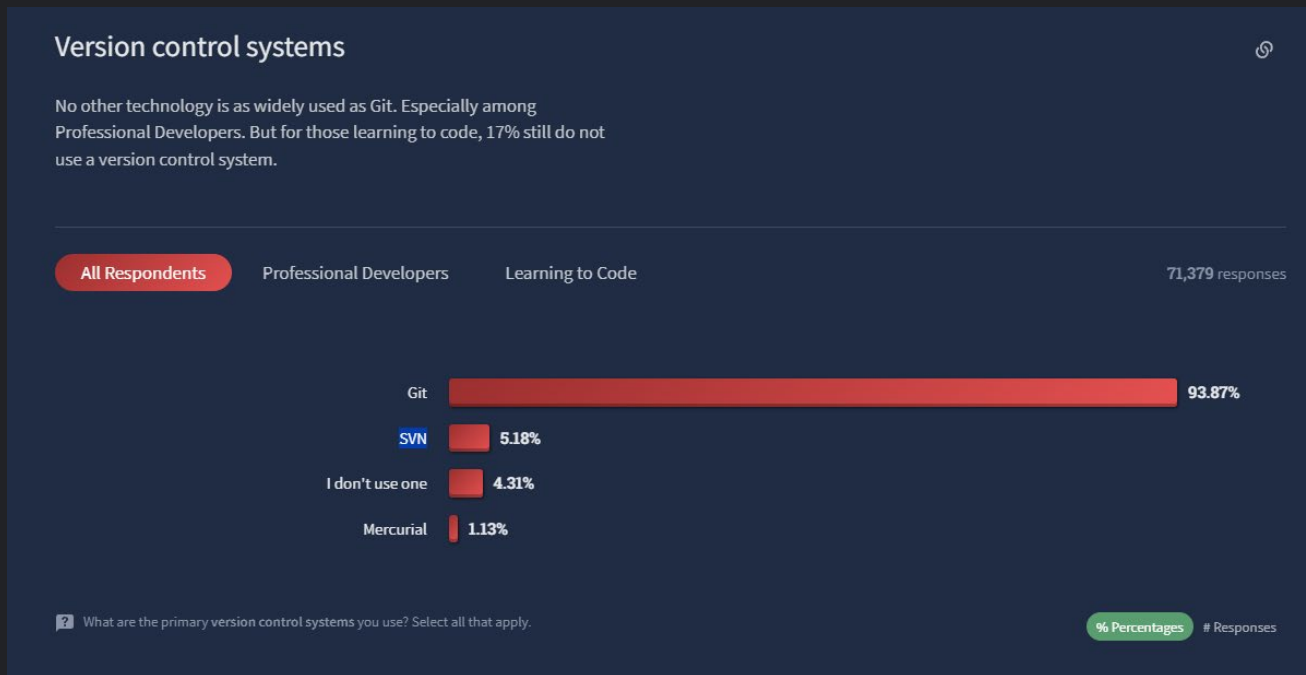 Version control systems
No other technology is as widely used as Git. Especially among
Professional Developers. But for those learning to code, 17% still do not
use a version control system.
All Respondents Professional Developers Learning to Code 71,379 responses
Git 93.87%
SVN 5.18%
I don't use one 4.31%
Mercurial 1.13%
? What are the primary version control systems you use? Select all that apply.
% Percentages # Responses